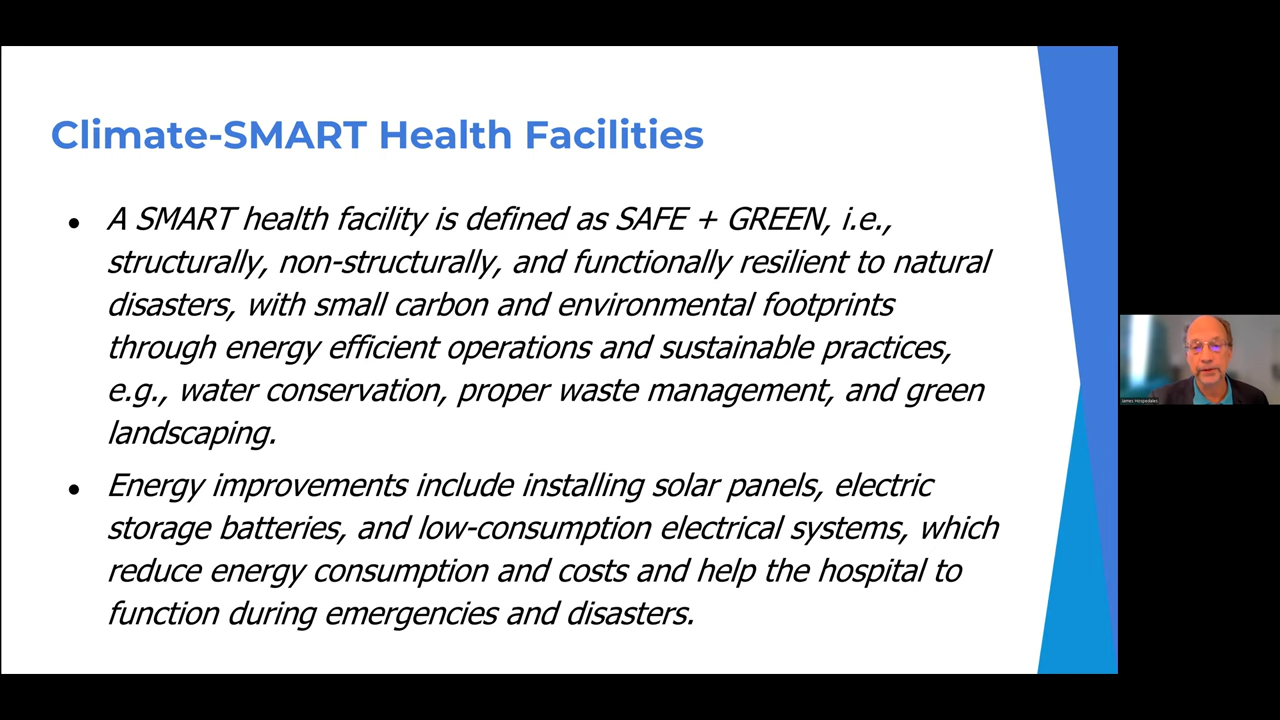 Climate-SMART Health Facilities
● A SMART health facility is defined as SAFE + GREEN, i.e.,
structurally, non-structurally, and functionally resilient to natural
disasters, with small carbon and environmental footprints
through energy efficient operations and sustainable practices,
e.g., water conservation, proper waste management, and green
landscaping.
● Energy improvements include installing solar panels, electric
storage batteries, and low-consumption electrical systems, which
reduce energy consumption and costs and help the hospital to
function during emergencies and disasters.
James Hospedales